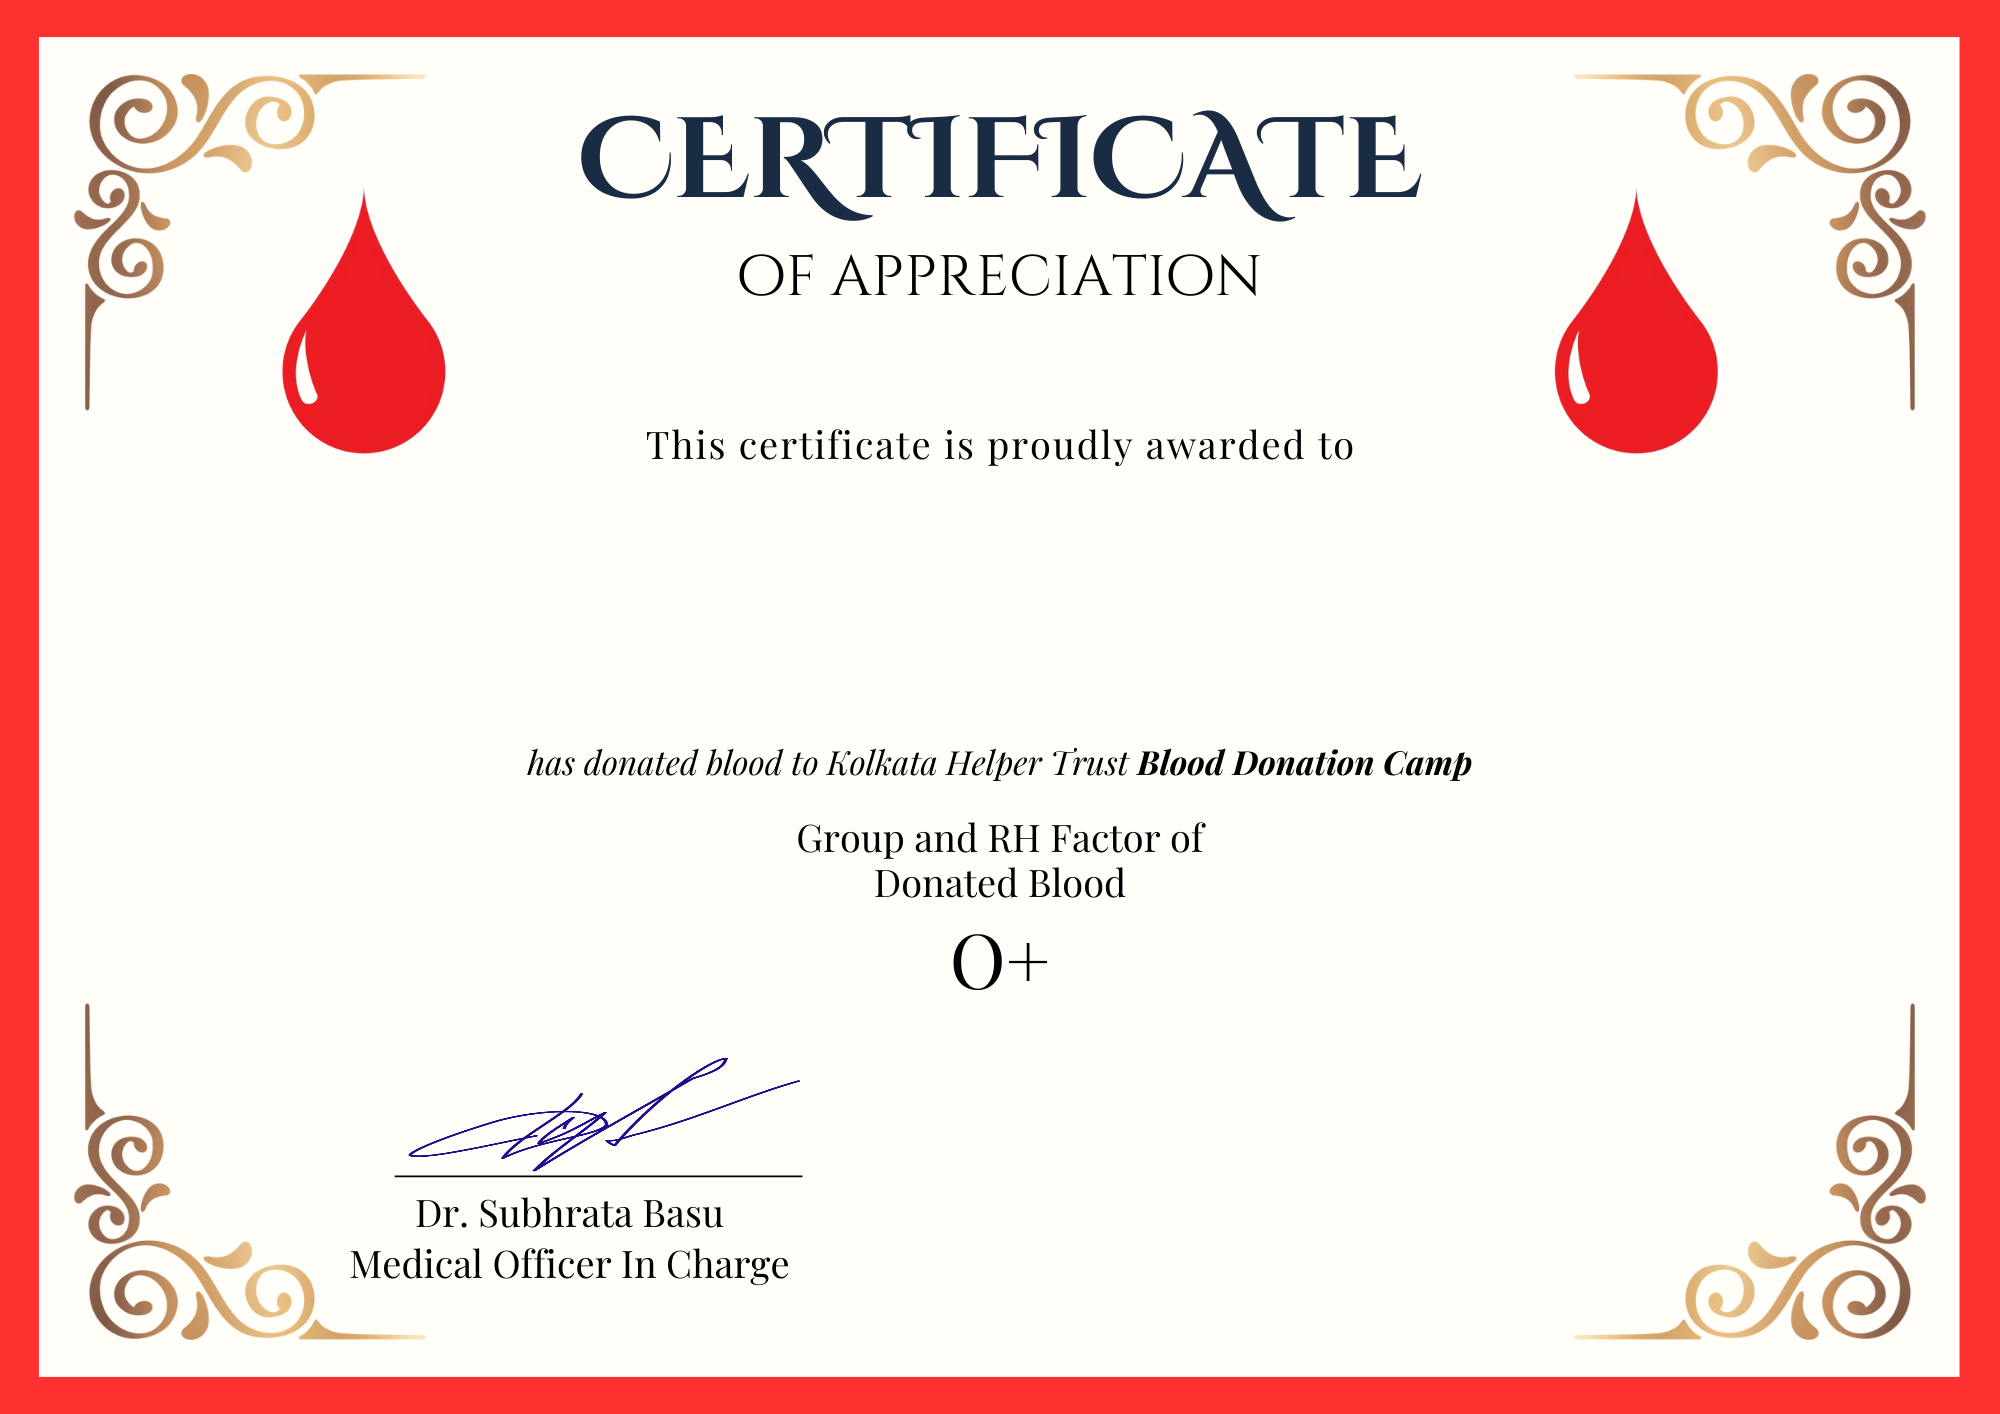 CERTIFICATE
OF APPRECIATION
This certificate is proudly awarded to
has donated blood to Kolkata Helper Trust Blood Donation Camp
Group and RH Factor of
Donated Blood
O+
Dr. Subhrata Basu
Medical Officer In Charge